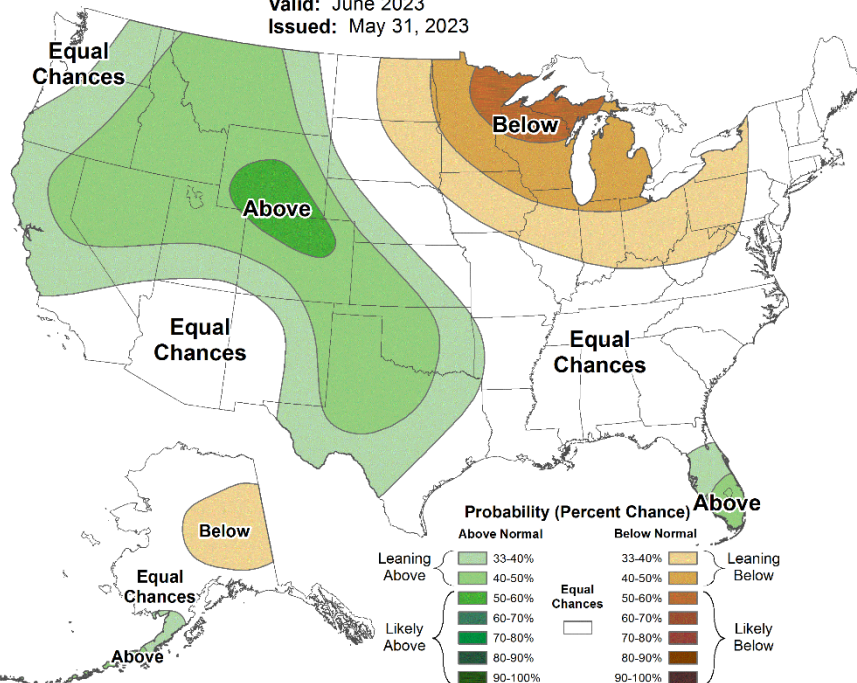 Valid: June 2023
Issued: May 31, 2023
Equal
Chances
Below
Above
Equal
Chances
Equal
Chances
Above
Below
Equal
Chances
Above
Probability (Percent Chance)
Above Normal
Below Normal
Leaning
Above
33-40%
40-50%
Likely
Above
50-60%
60-70%
70-80%
80-90%
90-100%
Equal
Chances
33-40%
40-50%
Leaning
Below
50-60%
60-70%
70-80%
80-90%
90-100%
Likely
Below